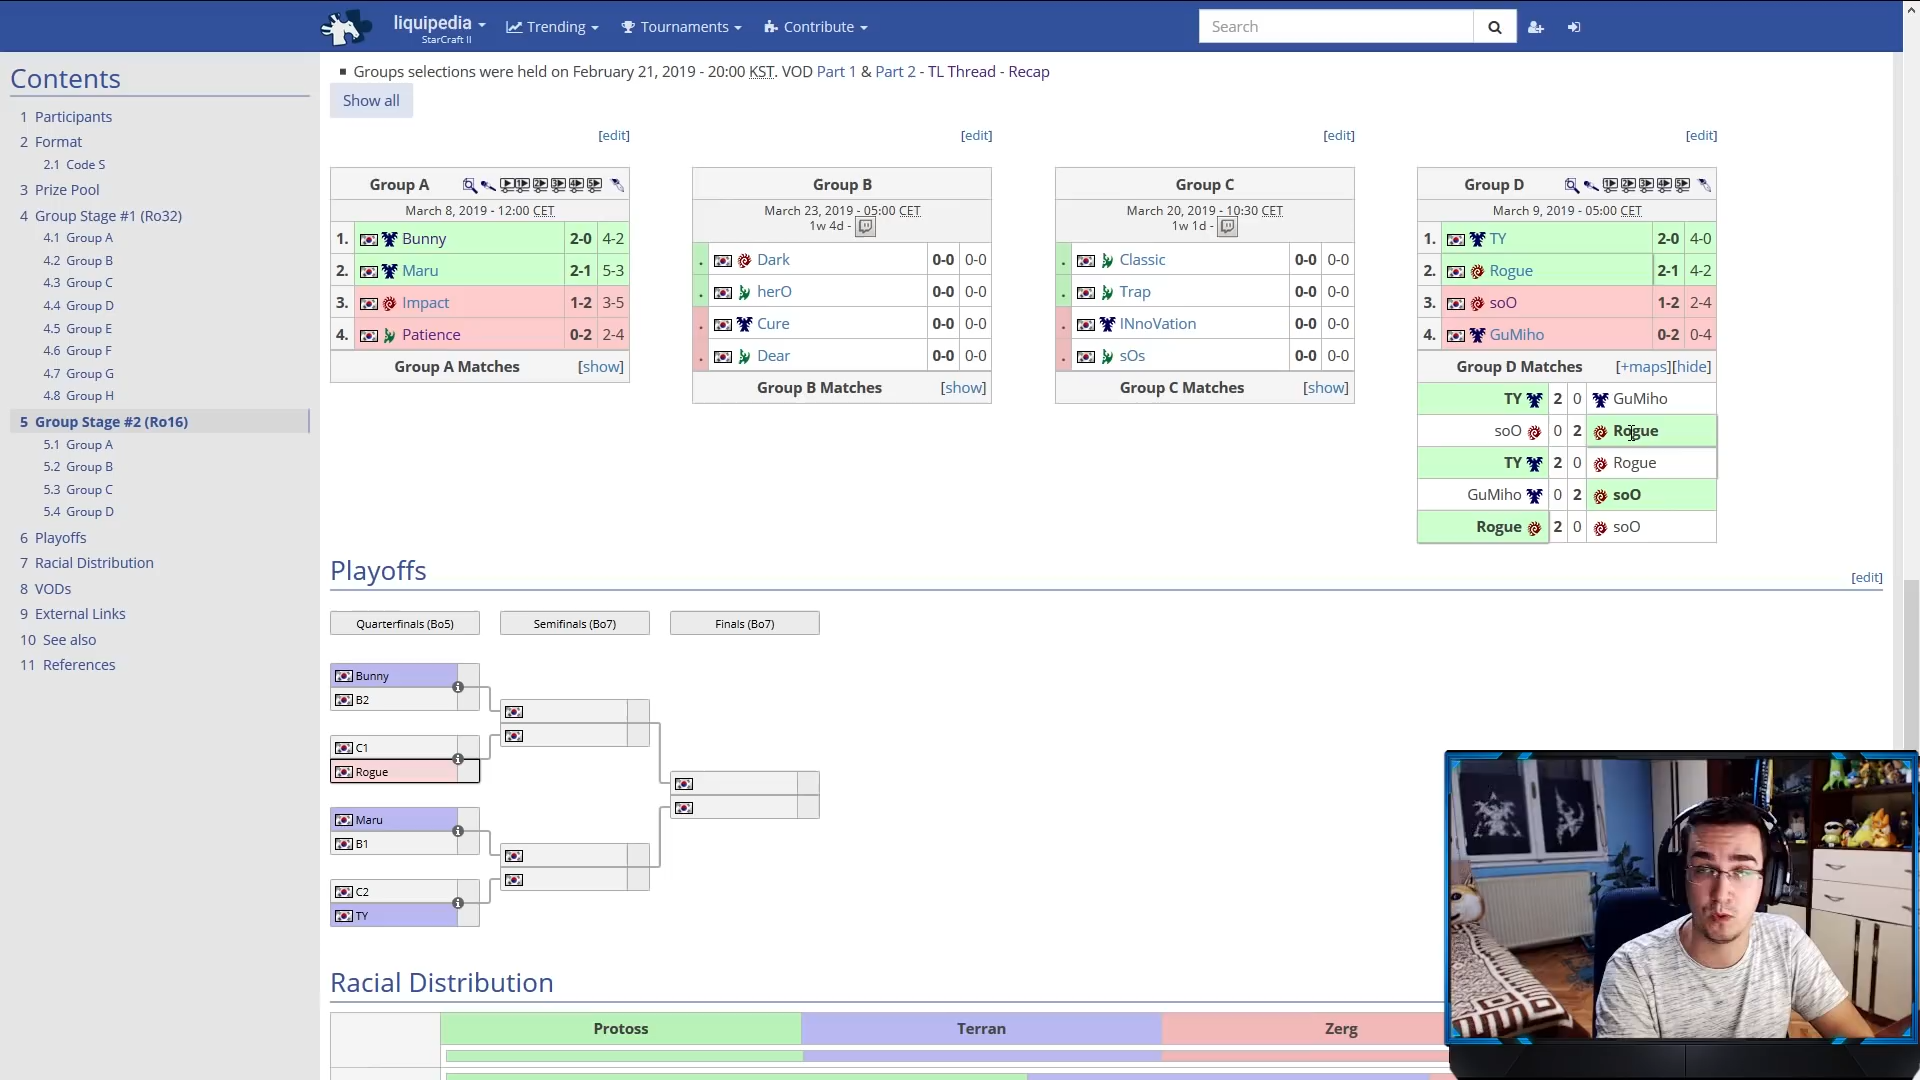 liquipedia
StarCraft II
Trending
Tournaments
Contribute
Search
Contents
1 Participants
2 Format
2.1 Code S
3 Prize Pool
4 Group Stage #1 (Ro32)
4.1 Group A
4.2 Group B
4.3 Group C
4.4 Group D
4.5 Group E
4.6 Group F
4.7 Group G
4.8 Group H
5 Group Stage #2 (Ro16)
5.1 Group A
5.2 Group B
5.3 Group C
5.4 Group D
6 Playoffs
7 Racial Distribution
8 VODs
9 External Links
10 See also
11 References
Groups selections were held on February 21, 2019 - 20:00 KST. VOD Part 1 & Part 2 - TL Thread - Recap
Show all
[edit]
Group A
March 8, 2019 - 12:00 CET
1. Bunny 2-0 4-2
2. Maru 2-1 5-3
3. Impact 1-2 3-5
4. Patience 0-2 2-4
Group A Matches [show]
[edit]
Group B
March 23, 2019 - 05:00 CET
1w 4d -
. Dark 0-0 0-0
. herO 0-0 0-0
. Cure 0-0 0-0
. Dear 0-0 0-0
Group B Matches [show]
[edit]
Group C
March 20, 2019 - 10:30 CET
1w 1d -
. Classic 0-0 0-0
. Trap 0-0 0-0
. INnoVation 0-0 0-0
. sOs 0-0 0-0
Group C Matches [show]
[edit]
Group D
March 9, 2019 - 05:00 CET
1. TY 2-0 4-0
2. Rogue 2-1 4-2
3. soO 1-2 2-4
4. GuMiho 0-2 0-4
Group D Matches [+maps][hide]
TY 2 0 GuMiho
soO 0 2 Rogue
TY 2 0 Rogue
GuMiho 0 2 soO
Rogue 2 0 soO
Playoffs
[edit]
Quarterfinals (Bo5) Semifinals (Bo7) Finals (Bo7)
Bunny
B2
C1
Rogue
Maru
B1
C2
TY
Racial Distribution
Protoss Terran Zerg